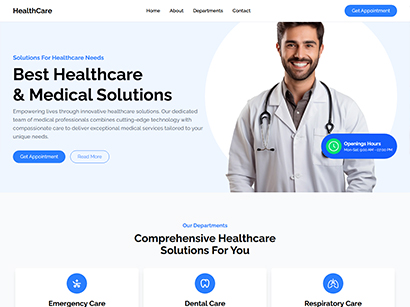 HealthCare
Home About Departments Contact
Get Appointment
Solutions For Healthcare Needs
Best Healthcare
& Medical Solutions
Empowering lives through innovative healthcare solutions. Our dedicated
team of medical professionals combines cutting-edge technology with
compassionate care to deliver exceptional medical services tailored to your
unique needs.
Get Appointment
Read More
Openings Hours
Mon-Sat 9:00 AM - 07:00 PM
Our Departments
Comprehensive Healthcare
Solutions For You
Emergency Care
Dental Care
Respiratory Care